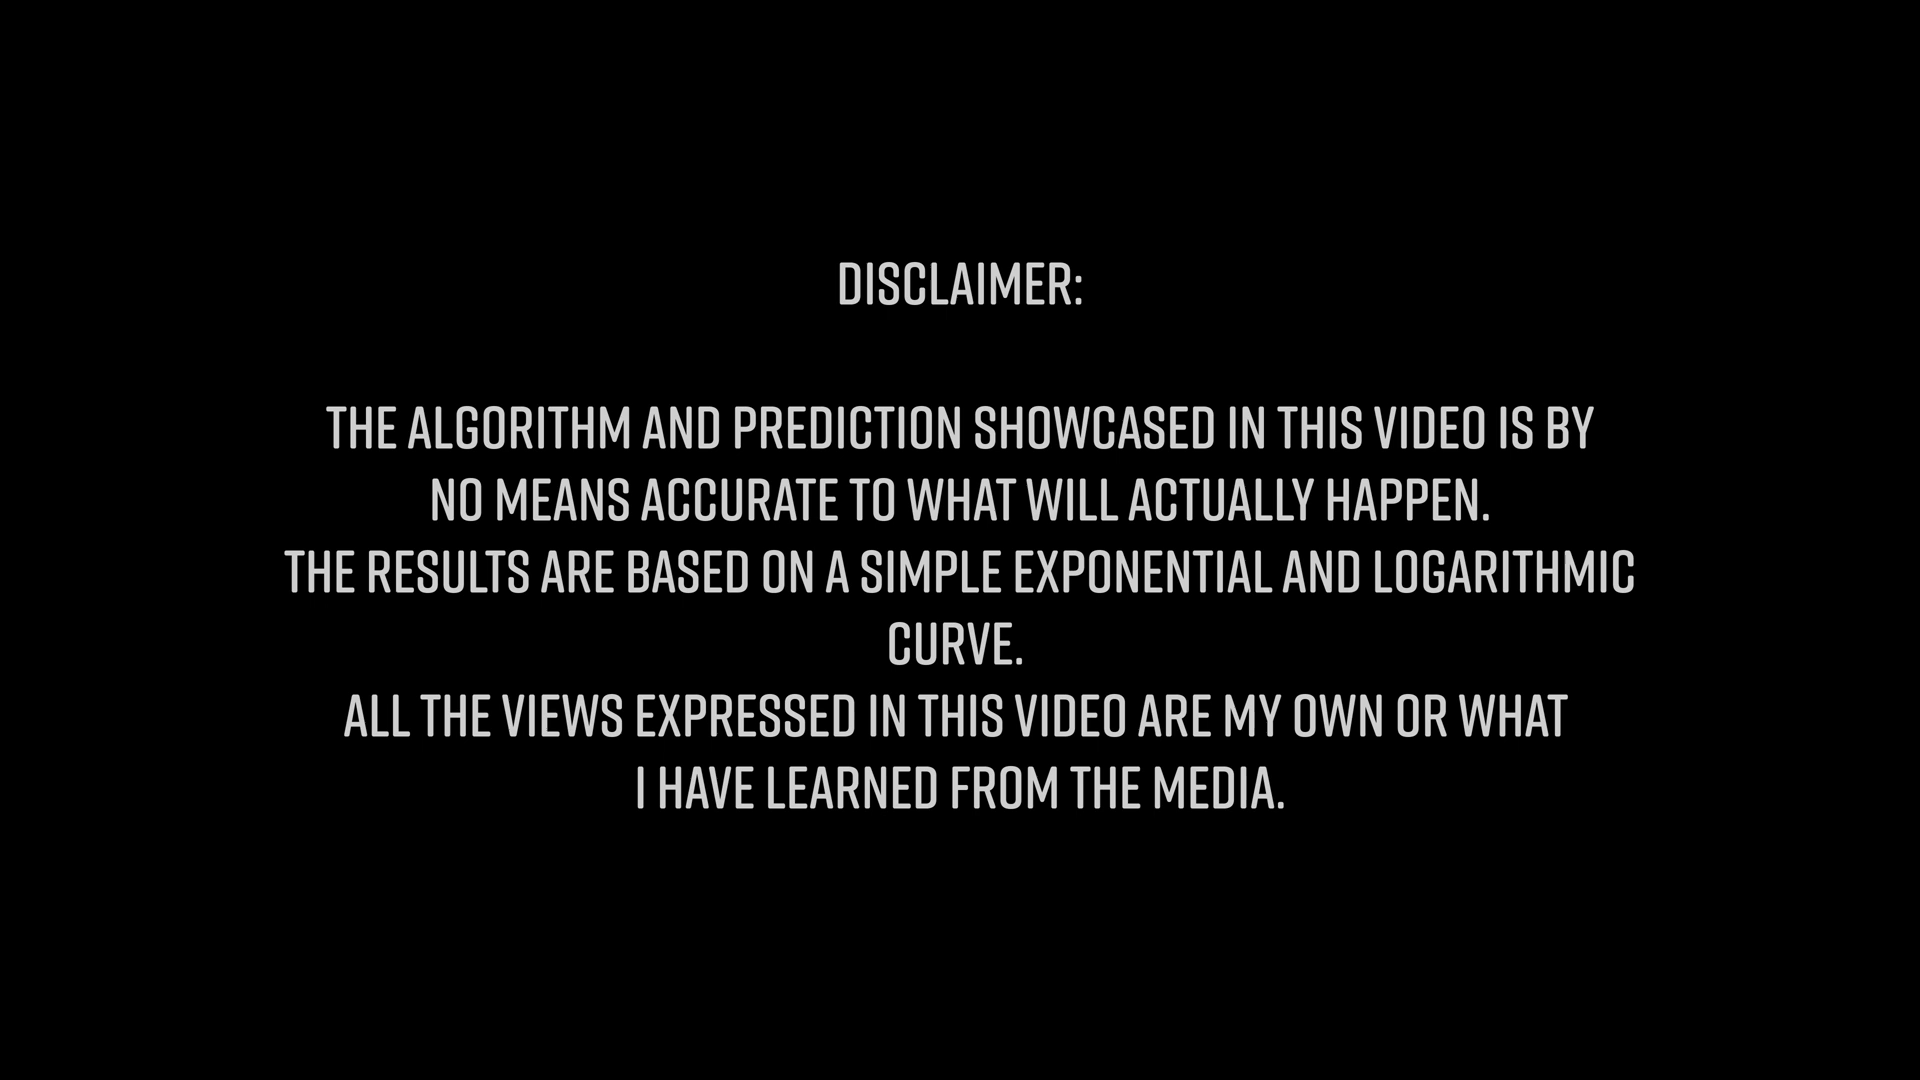 DISCLAIMER:
THE ALGORITHM AND PREDICTION SHOWCASED IN THIS VIDEO IS BY
NO MEANS ACCURATE TO WHAT WILL ACTUALLY HAPPEN.
THE RESULTS ARE BASED ON A SIMPLE EXPONENTIAL AND LOGARITHMIC
CURVE.
ALL THE VIEWS EXPRESSED IN THIS VIDEO ARE MY OWN OR WHAT
I HAVE LEARNED FROM THE MEDIA.